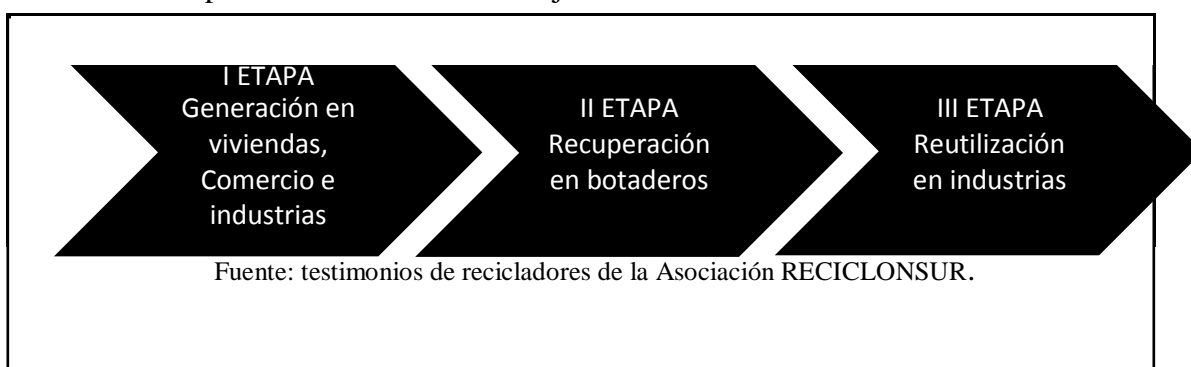 I ETAPA
Generación en
viviendas,
Comercio e
industrias
II ETAPA
Recuperación
en botaderos
III ETAPA
Reutilización
en industrias
Fuente: testimonios de recicladores de la Asociación RECICLONSUR.